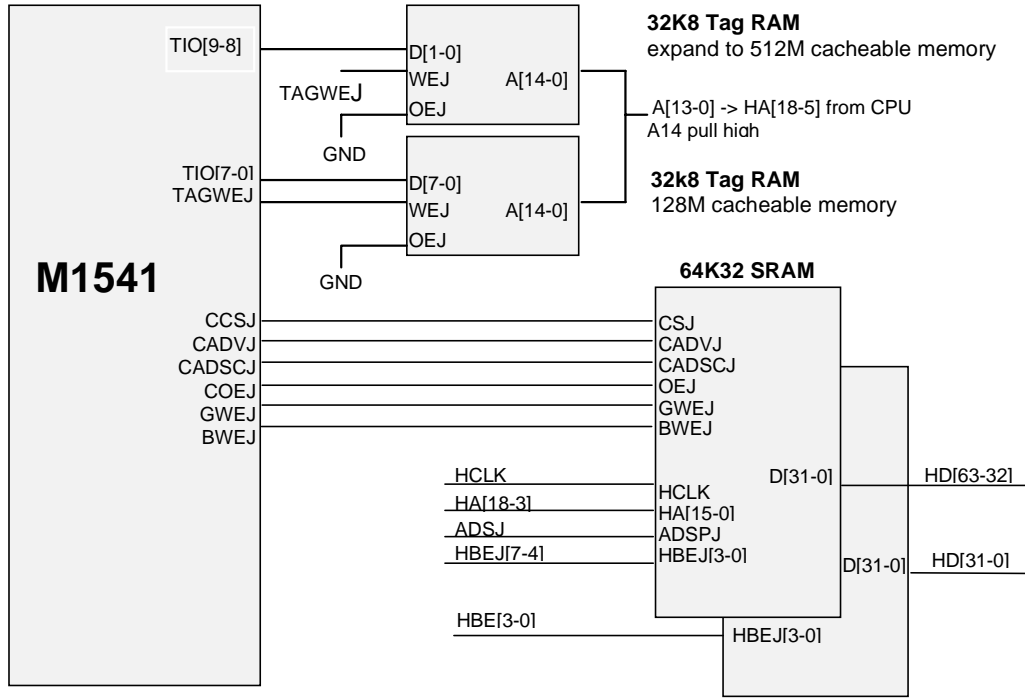 TIO[9-8]
D[1-0]
WEJ
A[14-0]
OEJ
TAGWEJ
GND
32K8 Tag RAM
expand to 512M cacheable memory
A[13-0] -> HA[18-5] from CPU
A14 pull high
TIO[7-0]
TAGWEJ
D[7-0]
WEJ
A[14-0]
OEJ
GND
32k8 Tag RAM
128M cacheable memory
M1541
64K32 SRAM
CCSJ
CADVJ
CADSCJ
COEJ
GWEJ
BWEJ
CSJ
CADVJ
CADSCJ
OEJ
GWEJ
BWEJ
HCLK
HA[18-3]
ADSJ
HBEJ[7-4]
HCLK
HA[15-0]
ADSPJ
HBEJ[3-0]
D[31-0]
HD[63-32]
D[31-0]
HD[31-0]
HBE[3-0]
HBEJ[3-0]